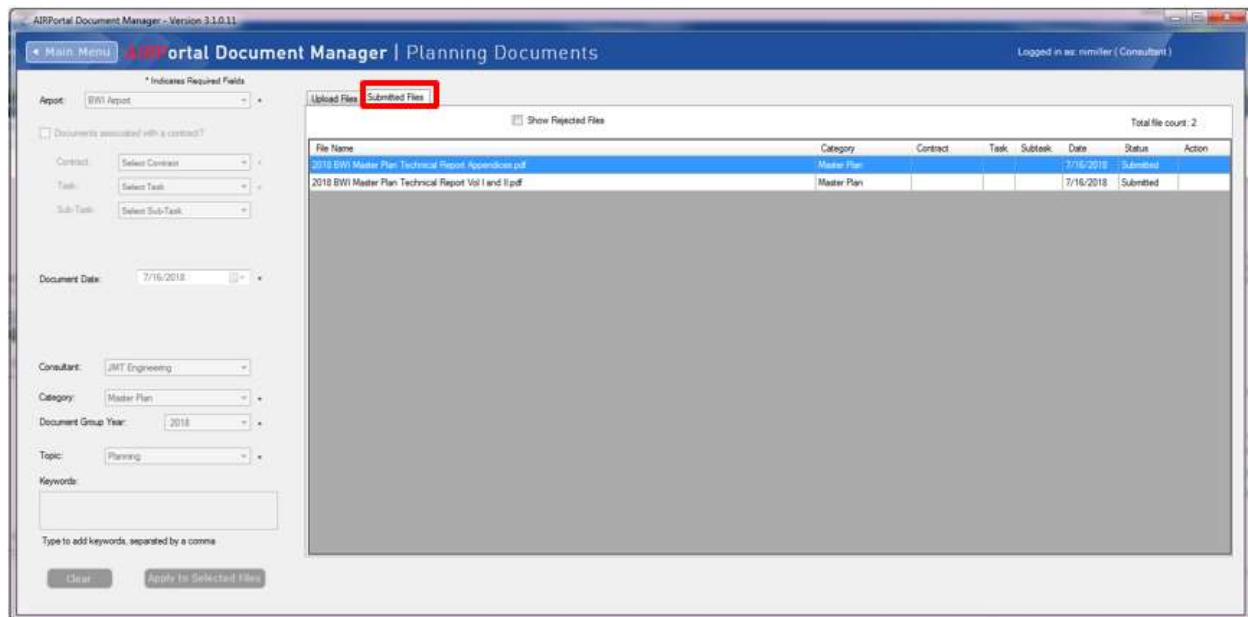 AIRPortal Document Manager - Version 3.1.0.11
Main Menu AIRPortal Document Manager | Planning Documents Logged in as: nmiller ( Consultant )
* Indicates Required Fields
Airport: BWI Airport *
Documents associated with a contract?
Contract: Select Contract *
Task: Select Task *
Sub-Task: Select Sub-Task
Document Date: 7/16/2018 *
Consultant: JMT Engineering
Category: Master Plan *
Document Group Year: 2018 *
Topic: Planning *
Keywords:
Type to add keywords, separated by a comma
Clear Apply to Selected Files
Upload Files Submitted Files
Show Rejected Files Total file count: 2
File Name Category Contract Task Subtask Date Status Action
2018 BWI Master Plan Technical Report Appendices.pdf Master Plan 7/16/2018 Submitted
2018 BWI Master Plan Technical Report Vol I and II.pdf Master Plan 7/16/2018 Submitted